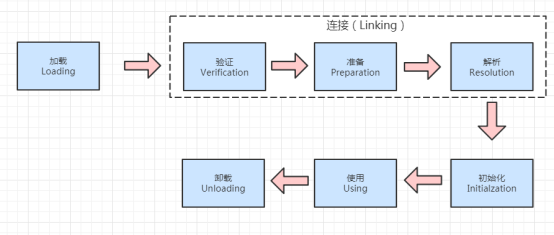 连接（Linking）
加载
Loading
验证
Verification
准备
Preparation
解析
Resolution
卸载
Unloading
使用
Using
初始化
Initialzation